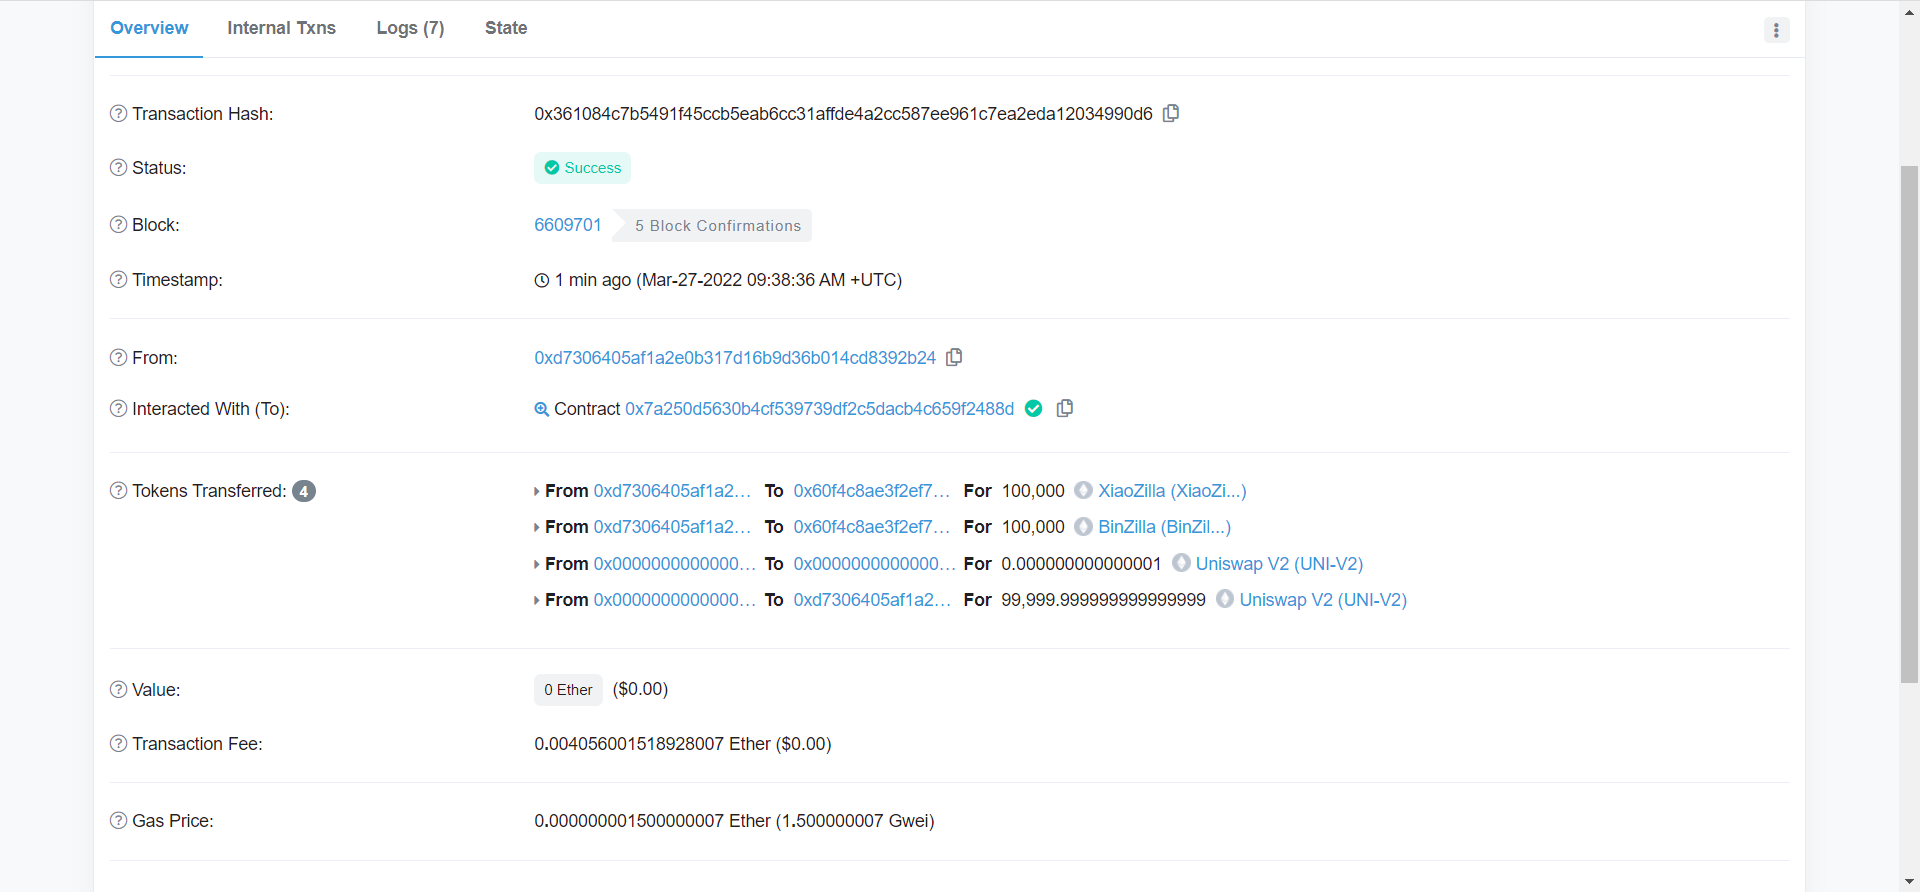 Overview Internal Txns Logs (7) State
Transaction Hash: 0x361084c7b5491f45ccb5eab6cc31affde4a2cc587ee961c7ea2eda12034990d6
Status: Success
Block: 6609701 5 Block Confirmations
Timestamp: 1 min ago (Mar-27-2022 09:38:36 AM +UTC)
From: 0xd7306405af1a2e0b317d16b9d36b014cd8392b24
Interacted With (To): Contract 0x7a250d5630b4cf539739df2c5dacb4c659f2488d
Tokens Transferred: 4 From 0xd7306405af1a2... To 0x60f4c8ae3f2ef7... For 100,000 XiaoZilla (XiaoZi...)
From 0xd7306405af1a2... To 0x60f4c8ae3f2ef7... For 100,000 BinZilla (BinZil...)
From 0x0000000000000... To 0x0000000000000... For 0.000000000000001 Uniswap V2 (UNI-V2)
From 0x0000000000000... To 0xd7306405af1a2... For 99,999.999999999999999 Uniswap V2 (UNI-V2)
Value: 0 Ether ($0.00)
Transaction Fee: 0.004056001518928007 Ether ($0.00)
Gas Price: 0.000000001500000007 Ether (1.500000007 Gwei)